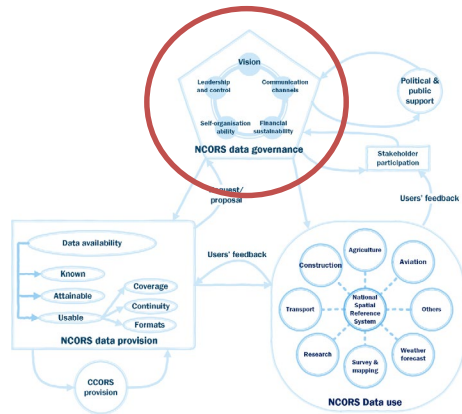 Vision
Leadership
and control
Communication
channels
Self-organisation
ability
Financial
sustainability
NCORS data governance
Political &
public
support
Stakeholder
participation
Request/
proposal
Users' feedback
Users' feedback
Data availability
Known
Attainable
Usable
Coverage
Continuity
Formats
NCORS data provision
CCORS
provision
Agriculture
Construction
Aviation
Transport
National
Spatial
Reference
System
Others
Research
Survey &
mapping
Weather
forecast
NCORS Data use